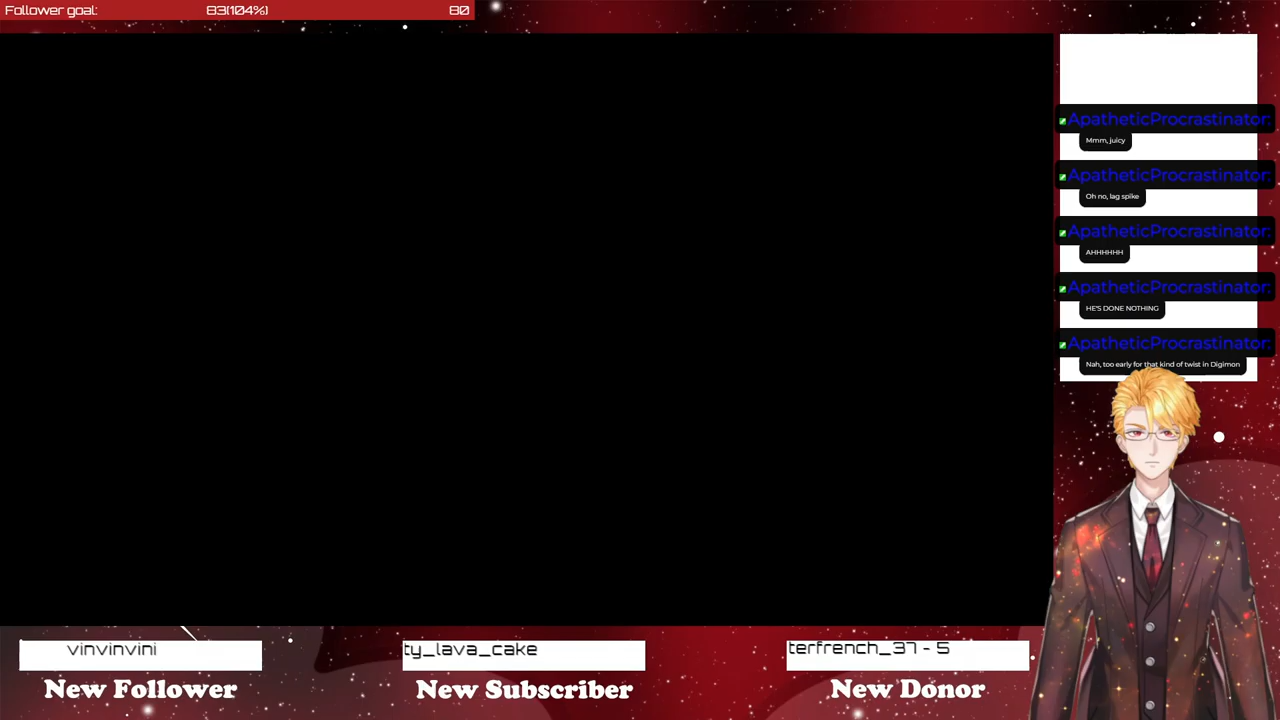 Follower goal: 83(104%) 80
ApatheticProcrastinator:
Mmm, juicy
ApatheticProcrastinator:
Oh no, lag spike
ApatheticProcrastinator:
AHHHHHH
ApatheticProcrastinator:
HE'S DONE NOTHING
ApatheticProcrastinator:
Nah, too early for that kind of twist in Digimon
vinvinvini
ty_lava_cake
terfrench_37 - 5
New Follower
New Subscriber
New Donor